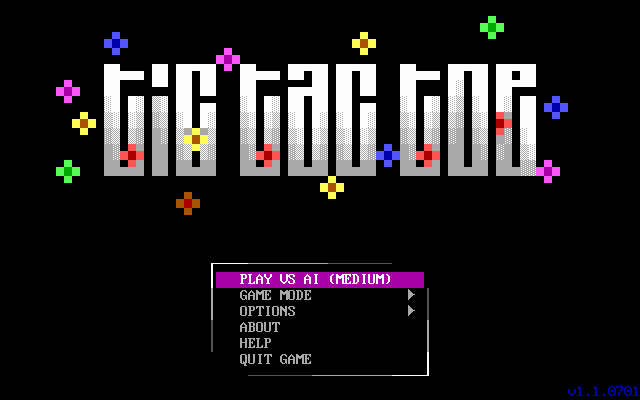 tic tac toe
PLAY VS AI (MEDIUM)
GAME MODE
OPTIONS
ABOUT
HELP
QUIT GAME
v1.1.0701